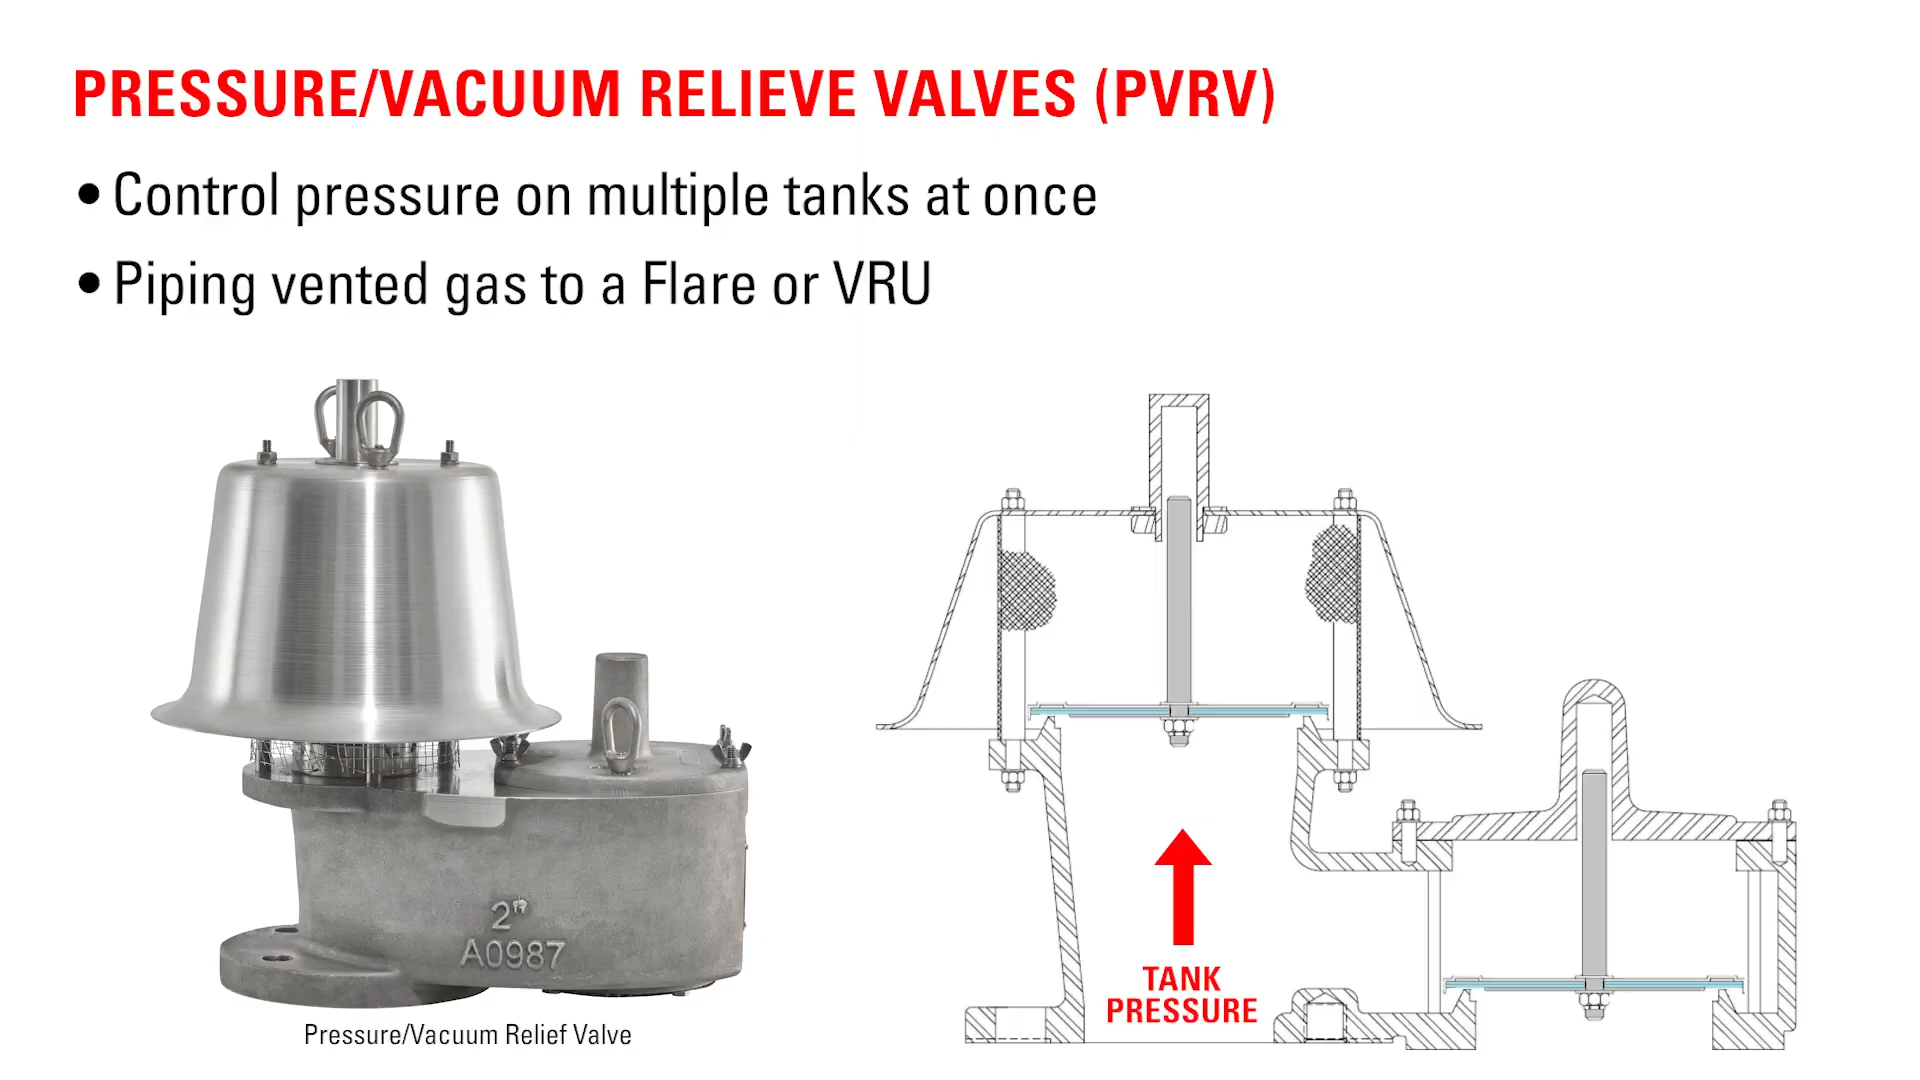 PRESSURE/VACUUM RELIEVE VALVES (PVRV)
• Control pressure on multiple tanks at once
• Piping vented gas to a Flare or VRU
2"
A0987
TANK
PRESSURE
Pressure/Vacuum Relief Valve